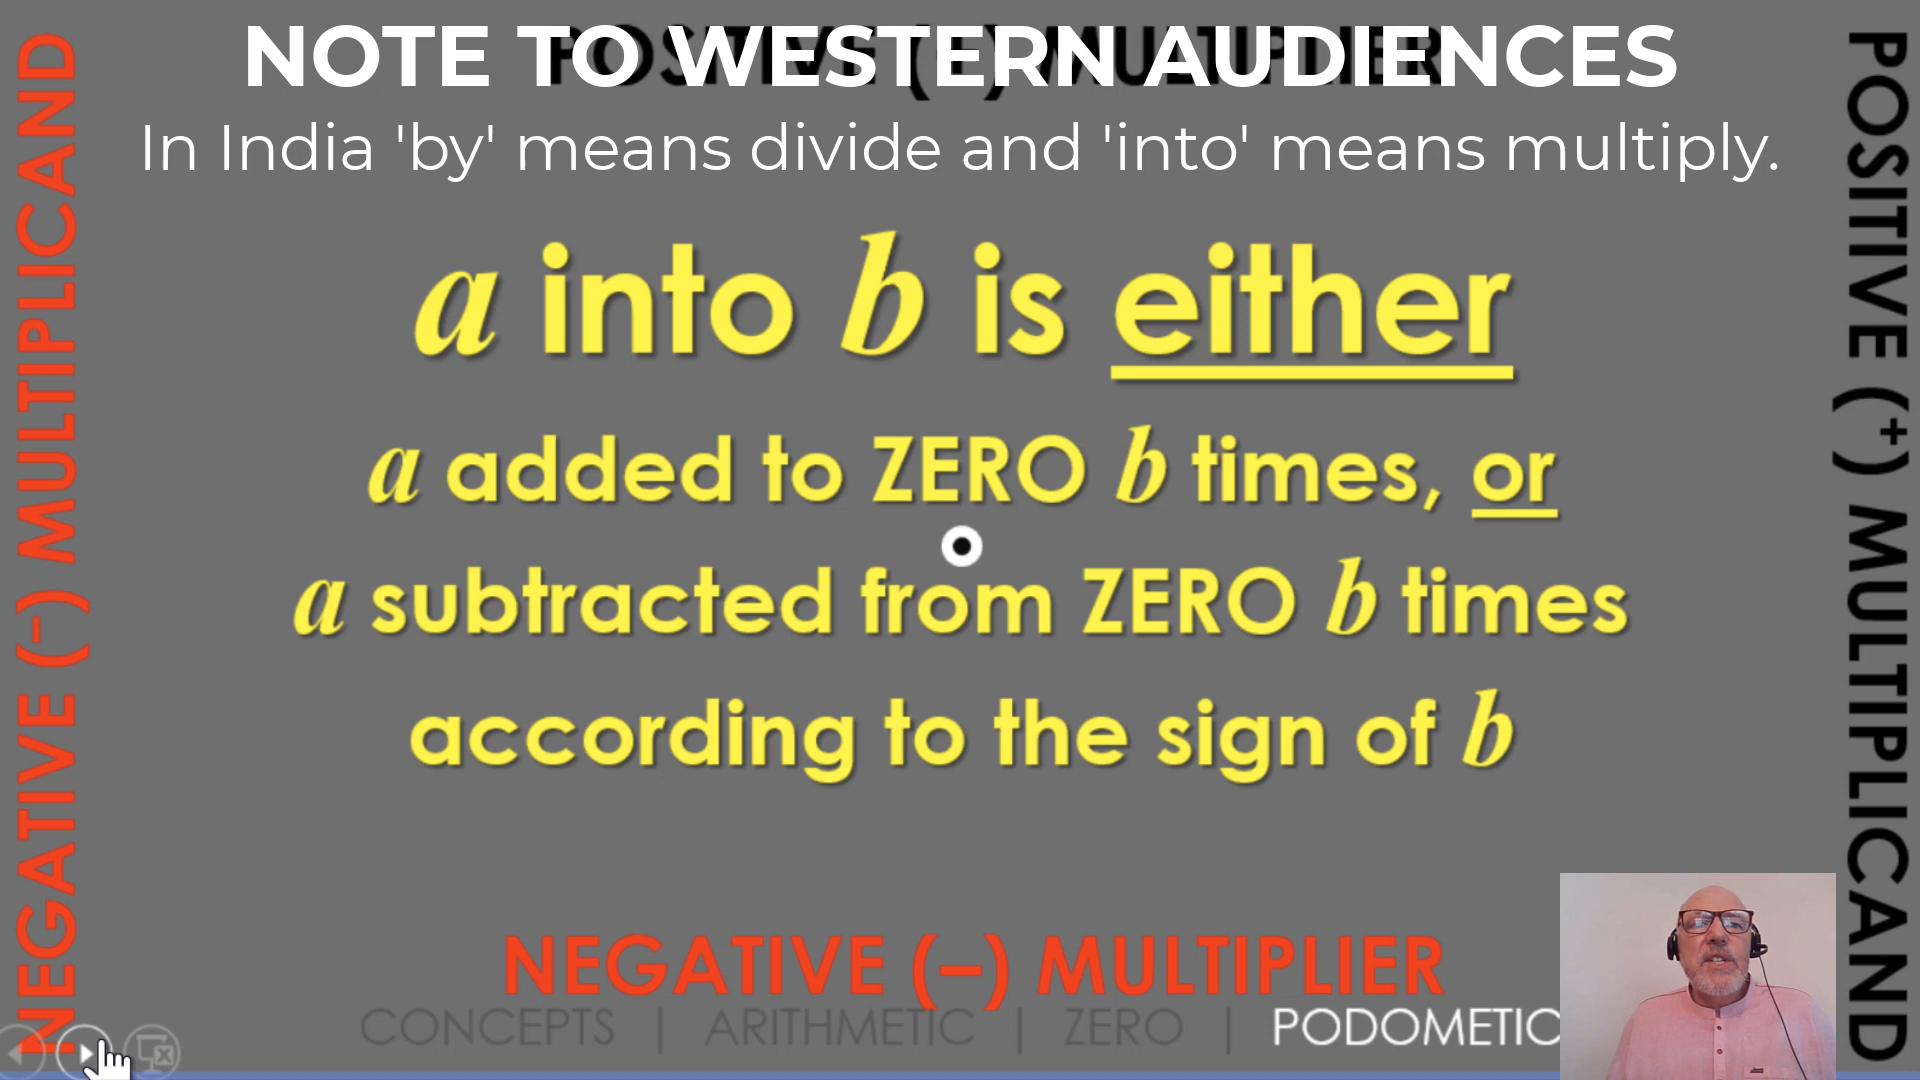 NOTE TO WESTERN AUDIENCES
POSITIVE (+) MULTIPLIER
In India 'by' means divide and 'into' means multiply.
NEGATIVE (–) MULTIPLICAND
a into b is either
a added to ZERO b times, or
a subtracted from ZERO b times
according to the sign of b
POSITIVE (+) MULTIPLICAND
NEGATIVE (–) MULTIPLIER
CONCEPTS | ARITHMETIC | ZERO | PODOMETIC